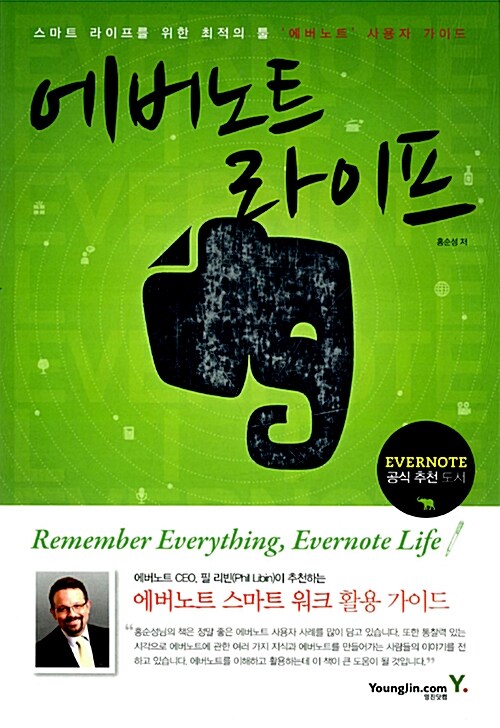 스마트 라이프를 위한 최적의 툴 '에버노트' 사용자 가이드
에버노트
라이프
홍순성 저
EVERNOTE
공식 추천 도서
Remember Everything, Evernote Life
에버노트 CEO, 필 리빈(Phil Libin)이 추천하는
에버노트 스마트 워크 활용 가이드
"홍순성님의 책은 정말 좋은 에버노트 사용자 사례를 많이 담고 있습니다. 또한 통찰력 있는
시각으로 에버노트에 관한 여러 가지 지식과 에버노트를 만들어가는 사람들의 이야기를 전
하고 있습니다. 에버노트를 이해하고 활용하는데 이 책이 큰 도움이 될 것입니다."
YoungJin.com Y.
영진닷컴